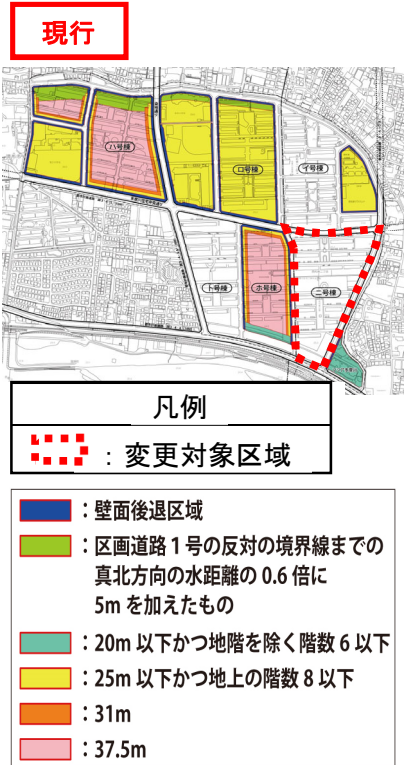 現行
ハ号棟
ロ号棟
イ号棟
ト号棟
ホ号棟
ニ号棟
凡例
：変更対象区域
：壁面後退区域
：区画道路１号の反対の境界線までの
真北方向の水距離の 0.6 倍に
5m を加えたもの
：20m 以下かつ地階を除く階数 6 以下
：25m 以下かつ地上の階数 8 以下
：31m
：37.5m